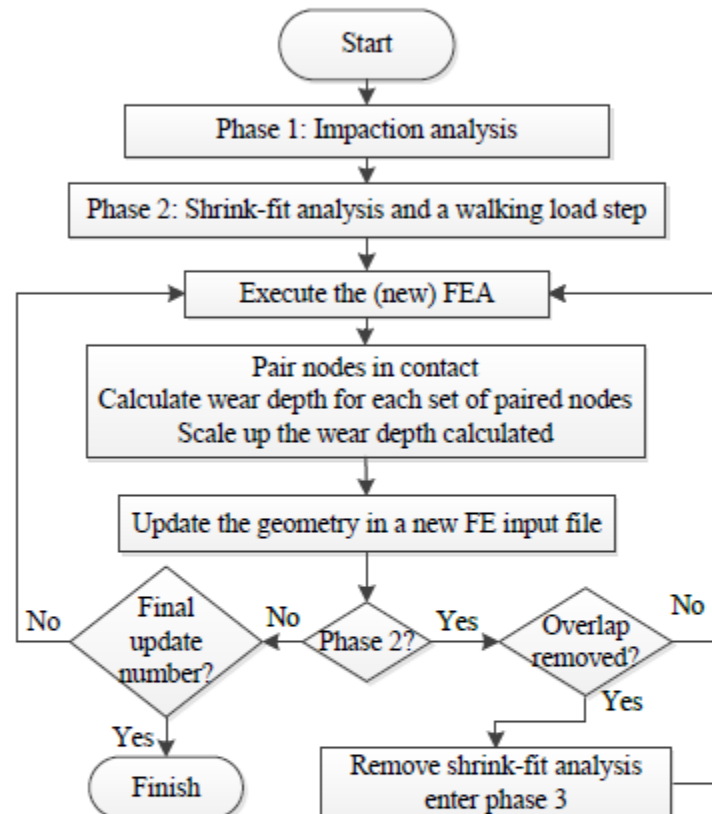 Start
Phase 1: Impaction analysis
Phase 2: Shrink-fit analysis and a walking load step
Execute the (new) FEA
Pair nodes in contact
Calculate wear depth for each set of paired nodes
Scale up the wear depth calculated
Update the geometry in a new FE input file
No
Final
update
number?
No
Phase 2?
Yes
Overlap
removed?
No
Yes
Yes
Finish
Remove shrink-fit analysis
enter phase 3